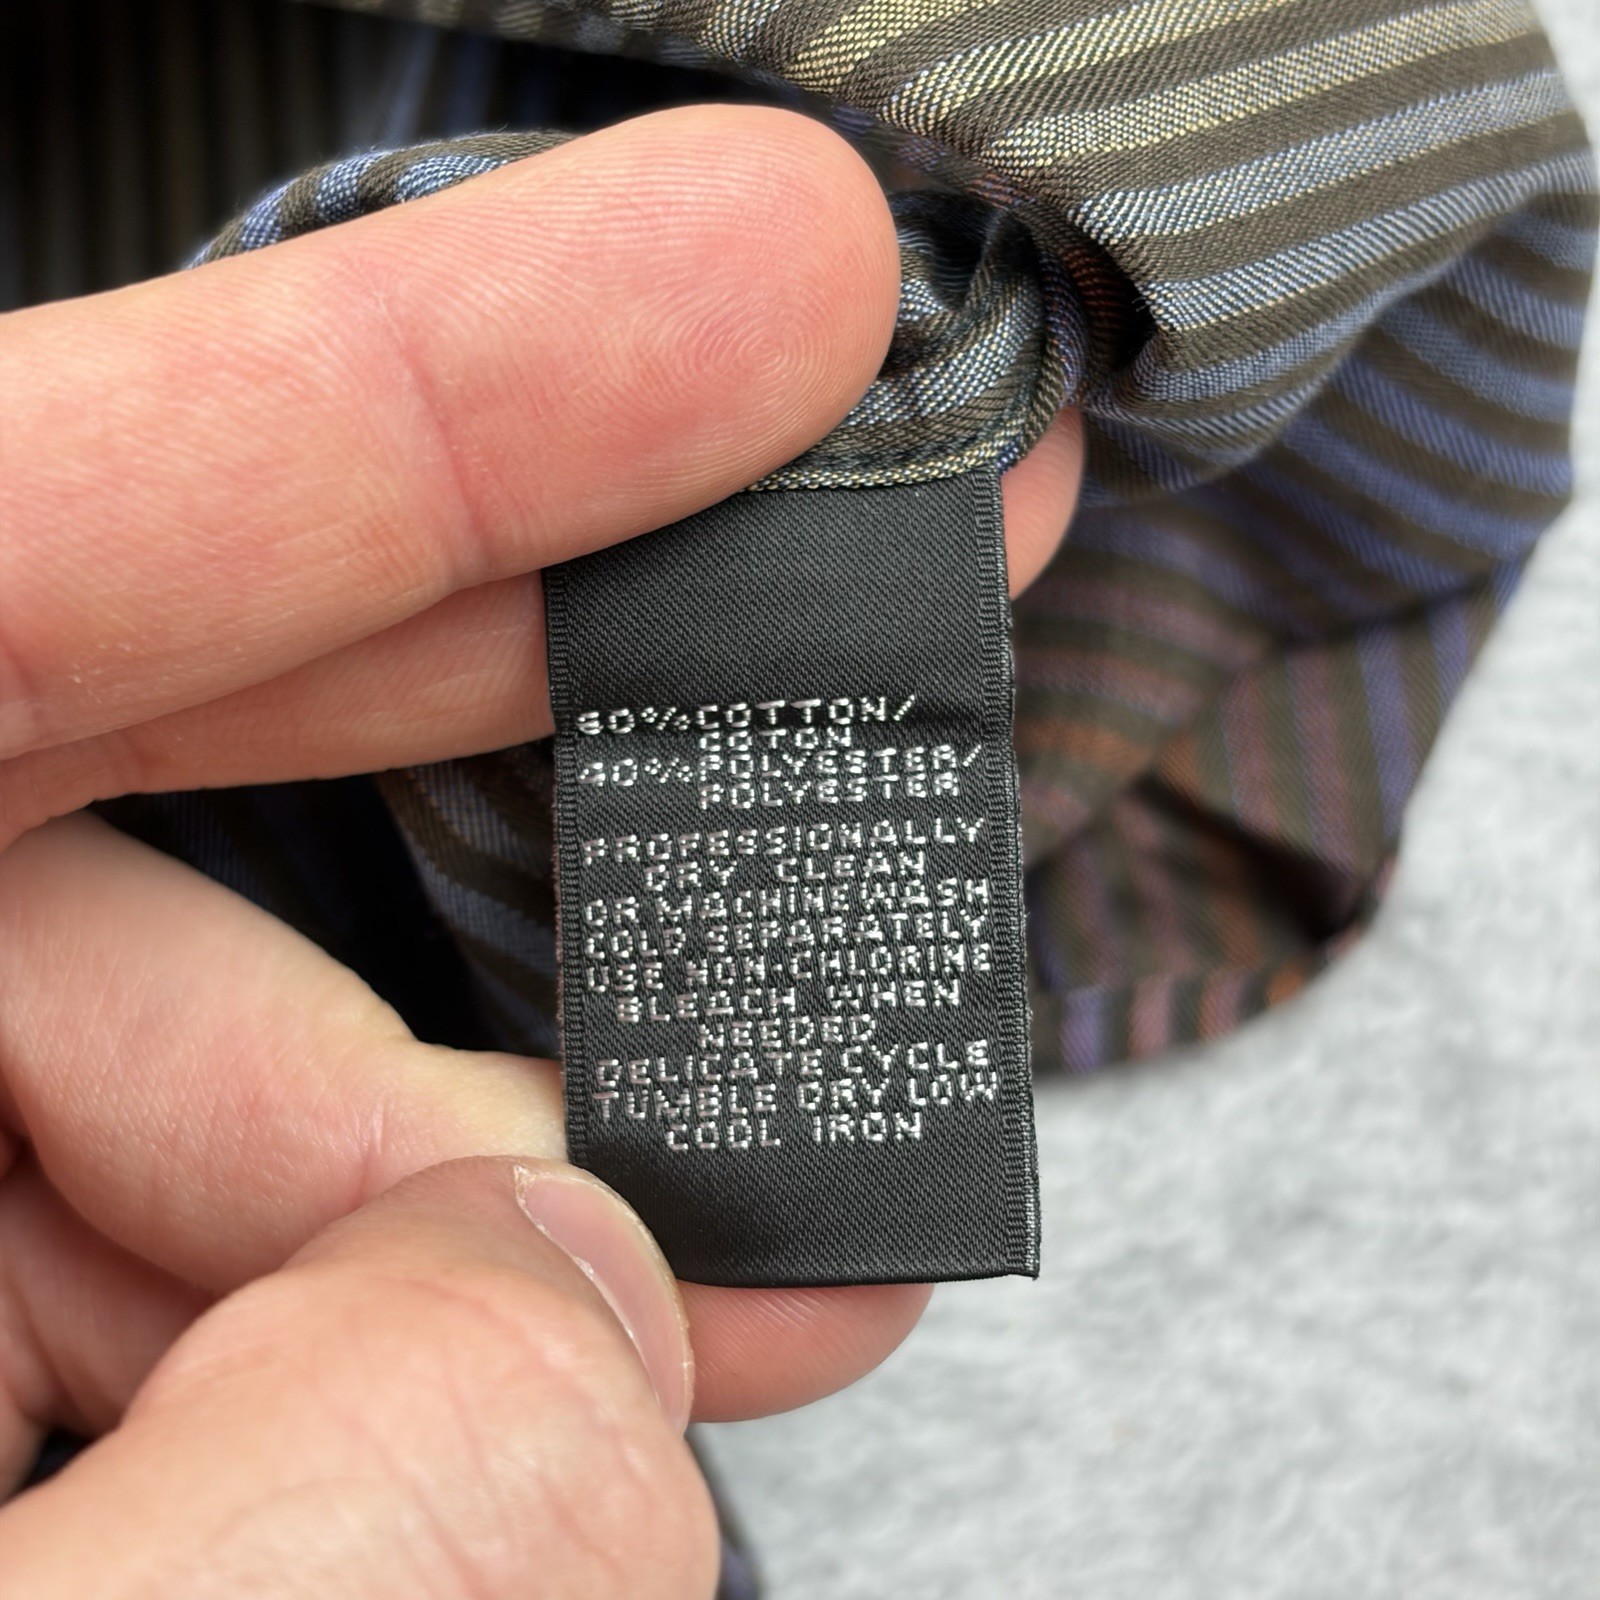 60%COTTON/
COTON
40%POLYESTER/
POLYESTER
PROFESSIONALLY
DRY CLEAN
OR MACHINE WASH
COLD SEPARATELY
USE NON-CHLORINE
BLEACH WHEN
NEEDED
DELICATE CYCLE
TUMBLE DRY LOW
COOL IRON